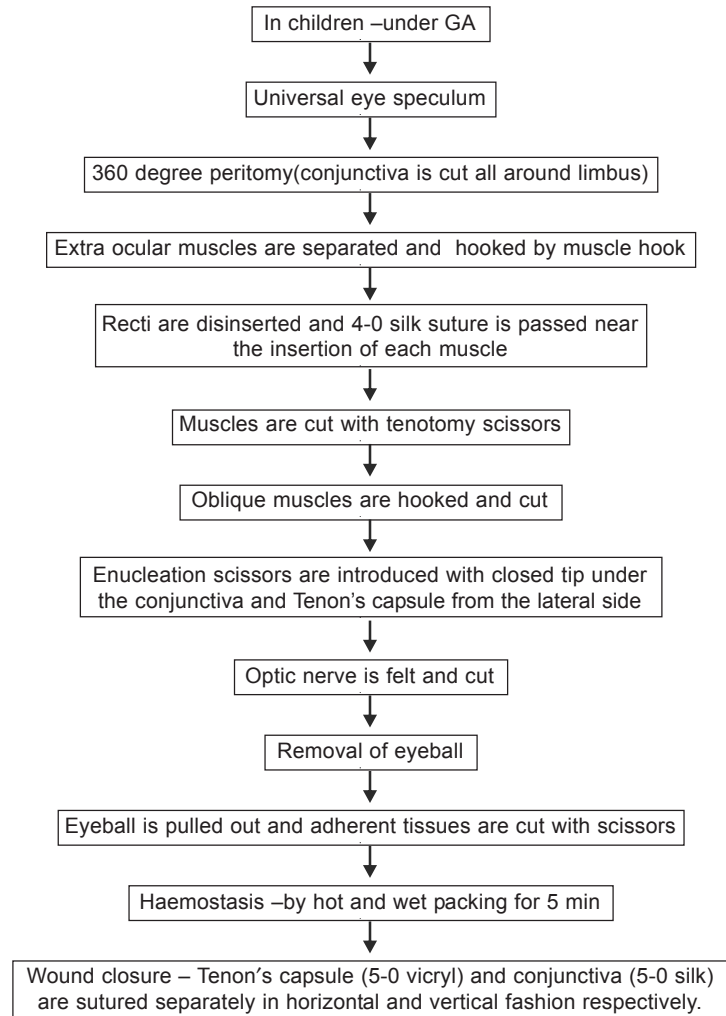 In children –under GA
Universal eye speculum
360 degree peritomy(conjunctiva is cut all around limbus)
Extra ocular muscles are separated and hooked by muscle hook
Recti are disinserted and 4-0 silk suture is passed near
the insertion of each muscle
Muscles are cut with tenotomy scissors
Oblique muscles are hooked and cut
Enucleation scissors are introduced with closed tip under
the conjunctiva and Tenon's capsule from the lateral side
Optic nerve is felt and cut
Removal of eyeball
Eyeball is pulled out and adherent tissues are cut with scissors
Haemostasis –by hot and wet packing for 5 min
Wound closure – Tenon′s capsule (5-0 vicryl) and conjunctiva (5-0 silk)
are sutured separately in horizontal and vertical fashion respectively.